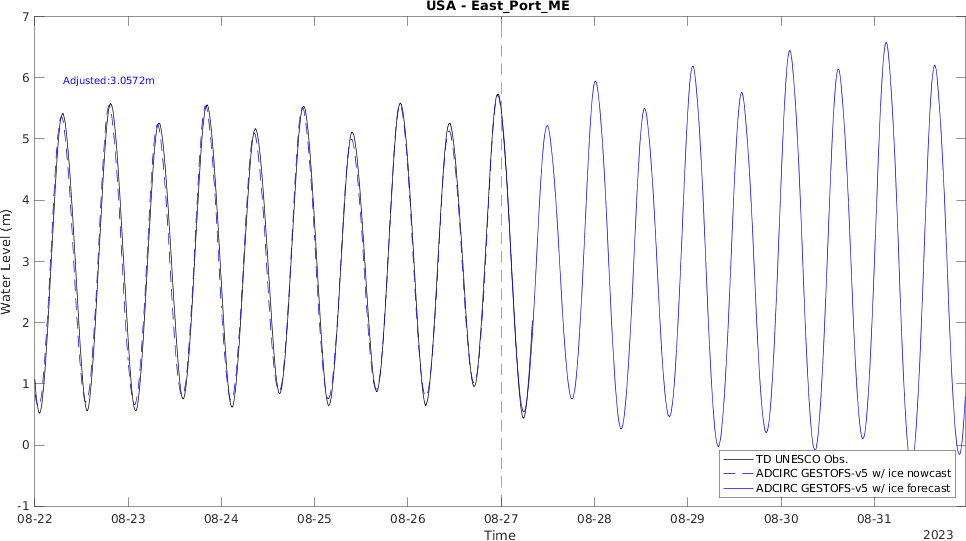 USA - East_Port_ME
7
6
5
4
3
2
1
0
-1
Water Level (m)
Adjusted:3.0572m
TD UNESCO Obs.
ADCIRC GESTOFS-v5 w/ ice nowcast
ADCIRC GESTOFS-v5 w/ ice forecast
08-22 08-23 08-24 08-25 08-26 08-27 08-28 08-29 08-30 08-31
Time
2023